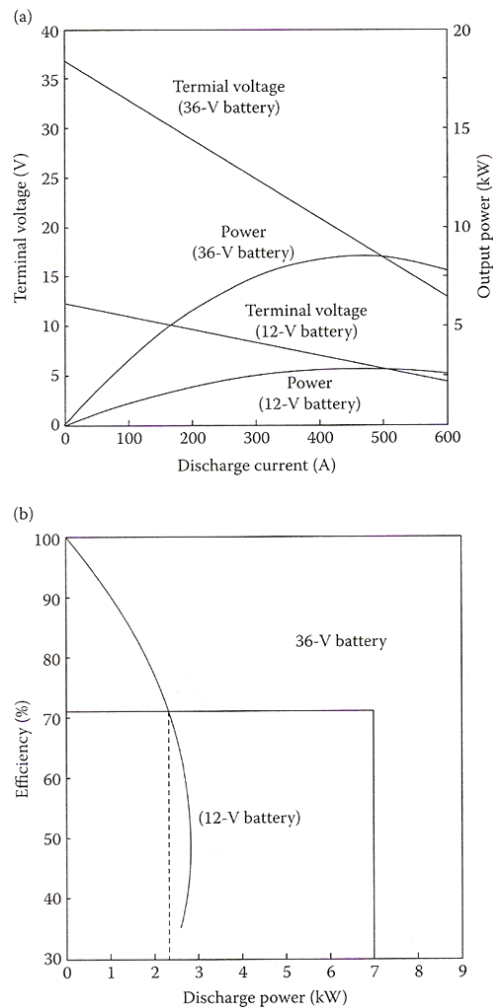 (a)
40
35
30
25
20
15
10
5
0
Terminal voltage (V)
20
15
10
5
Output power (kW)
Termial voltage
(36-V battery)
Power
(36-V battery)
Terminal voltage
(12-V battery)
Power
(12-V battery)
0 100 200 300 400 500 600
Discharge current (A)
(b)
100
90
80
70
60
50
40
30
Efficiency (%)
36-V battery
(12-V battery)
0 1 2 3 4 5 6 7 8 9
Discharge power (kW)